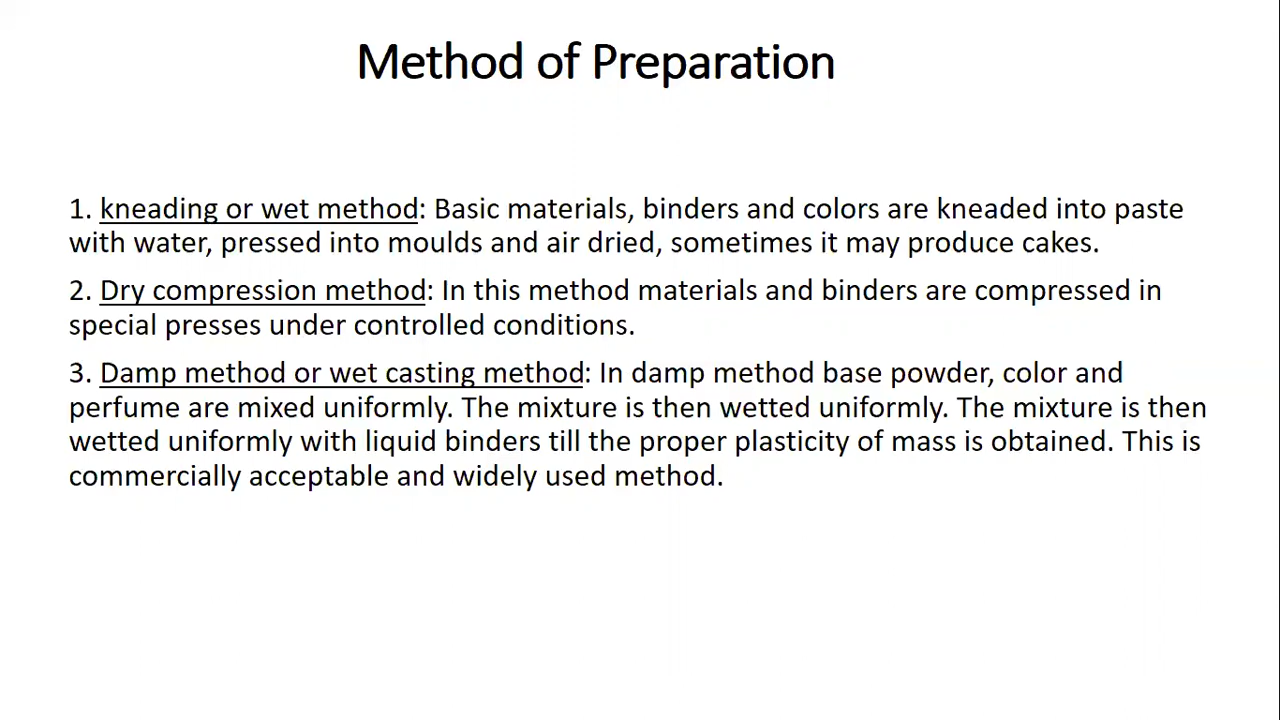 Method of Preparation
1. kneading or wet method: Basic materials, binders and colors are kneaded into paste
with water, pressed into moulds and air dried, sometimes it may produce cakes.
2. Dry compression method: In this method materials and binders are compressed in
special presses under controlled conditions.
3. Damp method or wet casting method: In damp method base powder, color and
perfume are mixed uniformly. The mixture is then wetted uniformly. The mixture is then
wetted uniformly with liquid binders till the proper plasticity of mass is obtained. This is
commercially acceptable and widely used method.